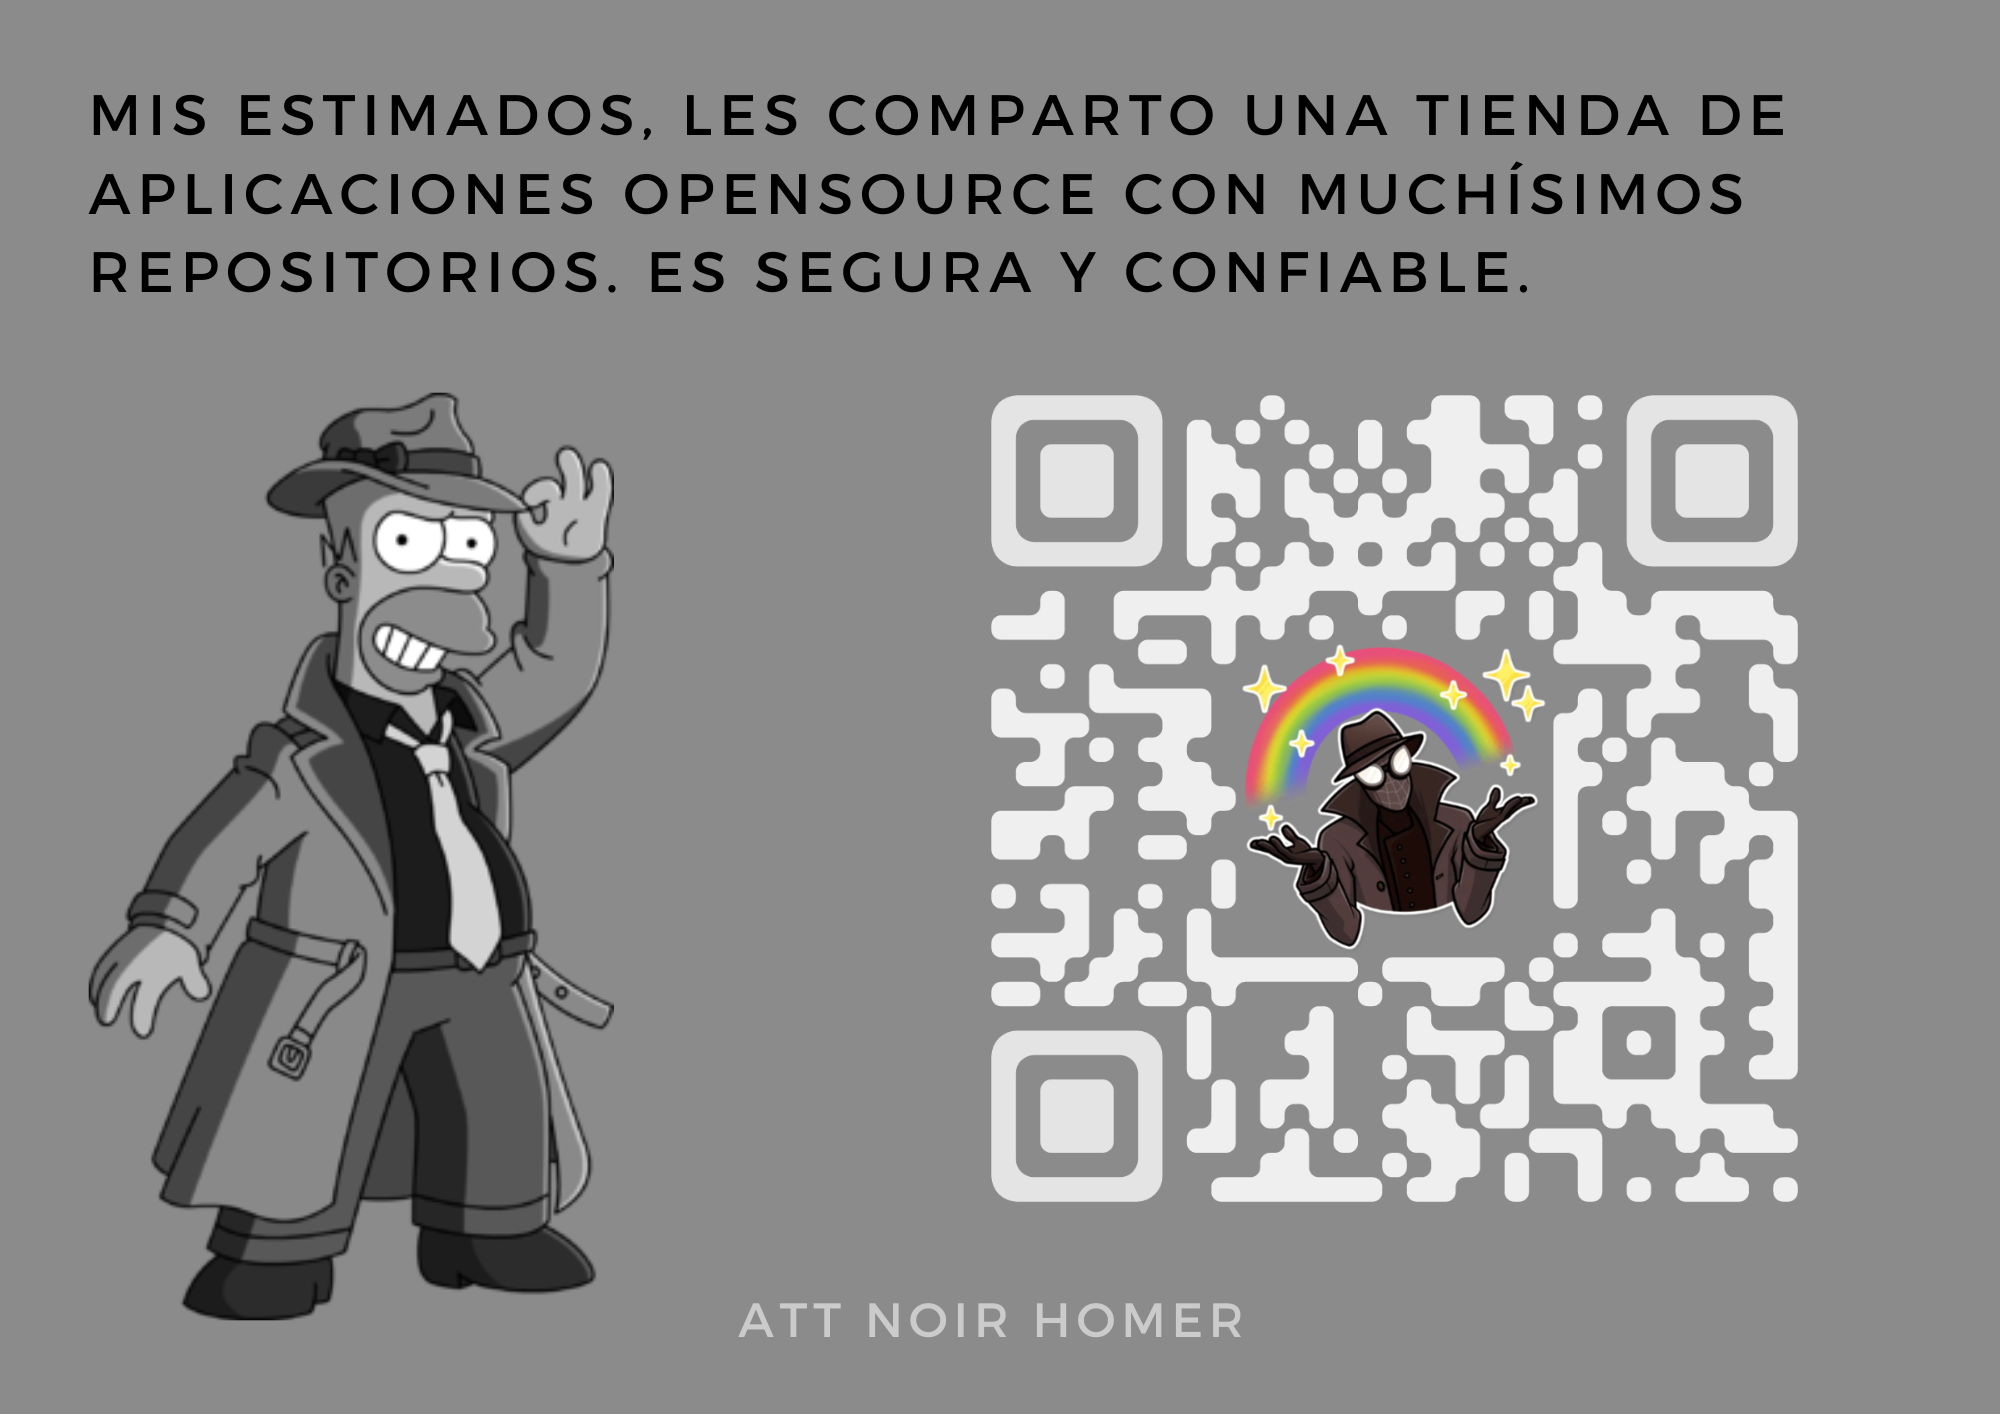 MIS ESTIMADOS, LES COMPARTO UNA TIENDA DE
APLICACIONES OPENSOURCE CON MUCHÍSIMOS
REPOSITORIOS. ES SEGURA Y CONFIABLE.
ATT NOIR HOMER